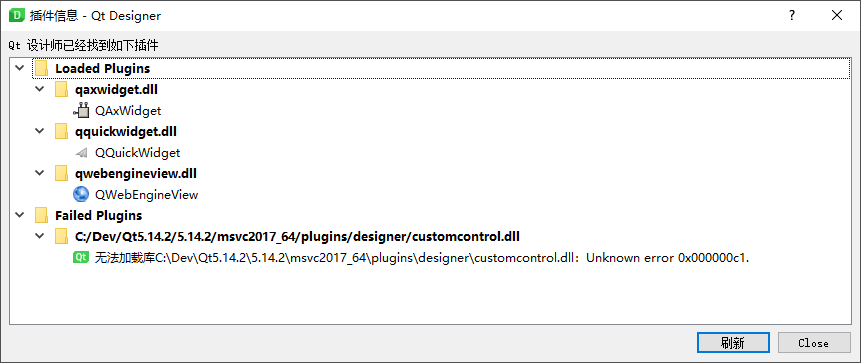 插件信息 - Qt Designer
Qt 设计师已经找到如下插件
Loaded Plugins
qaxwidget.dll
QAxWidget
qquickwidget.dll
QQuickWidget
qwebengineview.dll
QWebEngineView
Failed Plugins
C:/Dev/Qt5.14.2/5.14.2/msvc2017_64/plugins/designer/customcontrol.dll
无法加载库C:\Dev\Qt5.14.2\5.14.2\msvc2017_64\plugins\designer\customcontrol.dll：Unknown error 0x000000c1.
刷新 Close